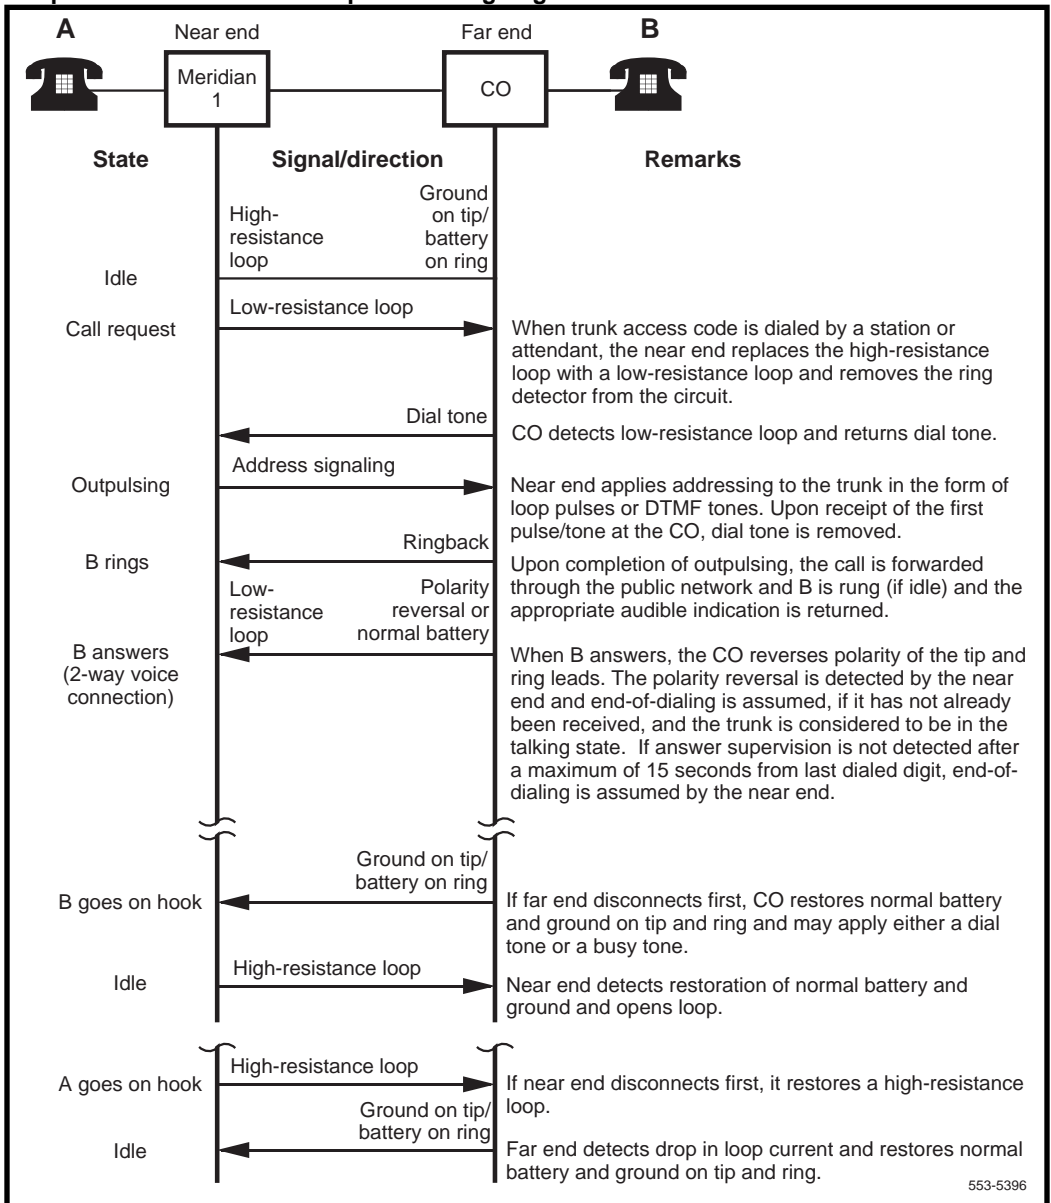 A
Near end
Far end
B
Meridian
1
CO
State
Signal/direction
Remarks
High-
resistance
loop
Ground
on tip/
battery
on ring
Idle
Low-resistance loop
Call request
When trunk access code is dialed by a station or
attendant, the near end replaces the high-resistance
loop with a low-resistance loop and removes the ring
detector from the circuit.
Dial tone
CO detects low-resistance loop and returns dial tone.
Address signaling
Outpulsing
Near end applies addressing to the trunk in the form of
loop pulses or DTMF tones. Upon receipt of the first
pulse/tone at the CO, dial tone is removed.
Ringback
B rings
Upon completion of outpulsing, the call is forwarded
through the public network and B is rung (if idle) and the
appropriate audible indication is returned.
Low-
resistance
loop
Polarity
reversal or
normal battery
B answers
(2-way voice
connection)
When B answers, the CO reverses polarity of the tip and
ring leads. The polarity reversal is detected by the near
end and end-of-dialing is assumed, if it has not already
been received, and the trunk is considered to be in the
talking state.  If answer supervision is not detected after
a maximum of 15 seconds from last dialed digit, end-of-
dialing is assumed by the near end.
Ground on tip/
battery on ring
B goes on hook
If far end disconnects first, CO restores normal battery
and ground on tip and ring and may apply either a dial
tone or a busy tone.
High-resistance loop
Idle
Near end detects restoration of normal battery and
ground and opens loop.
High-resistance loop
A goes on hook
If near end disconnects first, it restores a high-resistance
loop.
Ground on tip/
battery on ring
Idle
Far end detects drop in loop current and restores normal
battery and ground on tip and ring.
553-5396